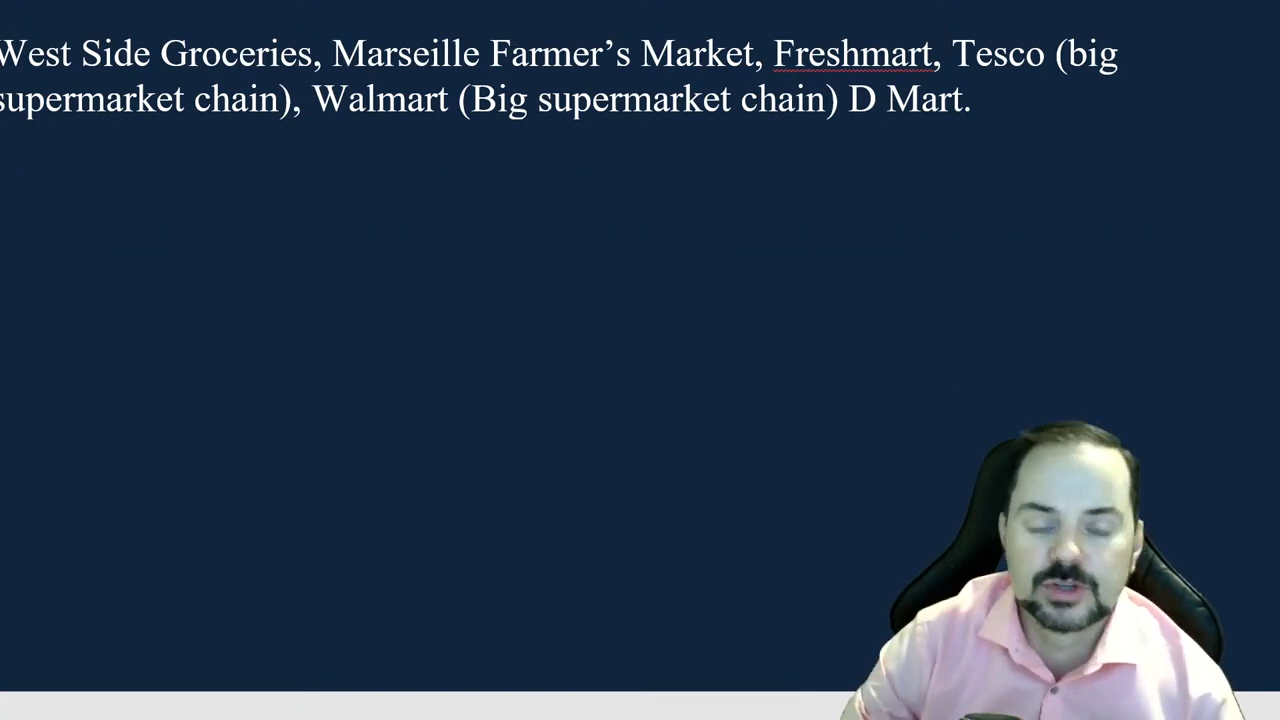 West Side Groceries, Marseille Farmer’s Market, Freshmart, Tesco (big
supermarket chain), Walmart (Big supermarket chain) D Mart.